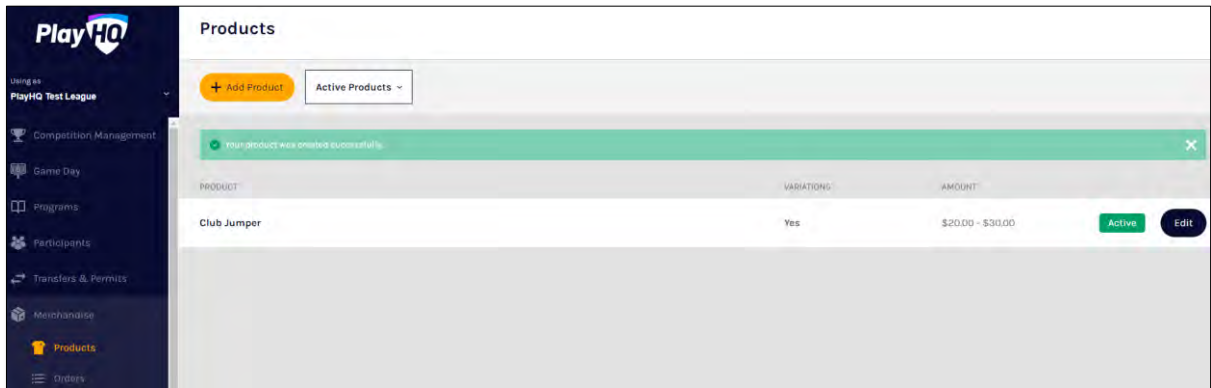 PlayHQ
Products
Using as
PlayHQ Test League
+ Add Product
Active Products
Competition Management
Your product was created successfully.
Game Day
PRODUCT VARIATIONS AMOUNT
Programs
Club Jumper Yes $20.00 - $30.00 Active Edit
Participants
Transfers & Permits
Merchandise
Products
Orders